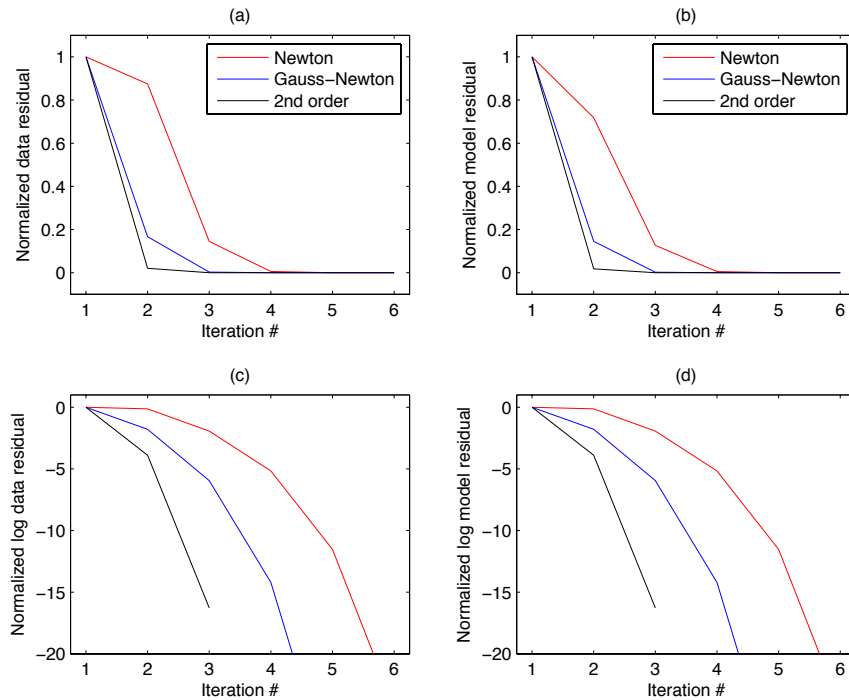 (a)
Normalized data residual
1
0.8
0.6
0.4
0.2
0
Newton
Gauss−Newton
2nd order
1 2 3 4 5 6
Iteration #
(b)
Normalized model residual
1
0.8
0.6
0.4
0.2
0
Newton
Gauss−Newton
2nd order
1 2 3 4 5 6
Iteration #
(c)
Normalized log data residual
0
−5
−10
−15
−20
1 2 3 4 5 6
Iteration #
(d)
Normalized log model residual
0
−5
−10
−15
−20
1 2 3 4 5 6
Iteration #